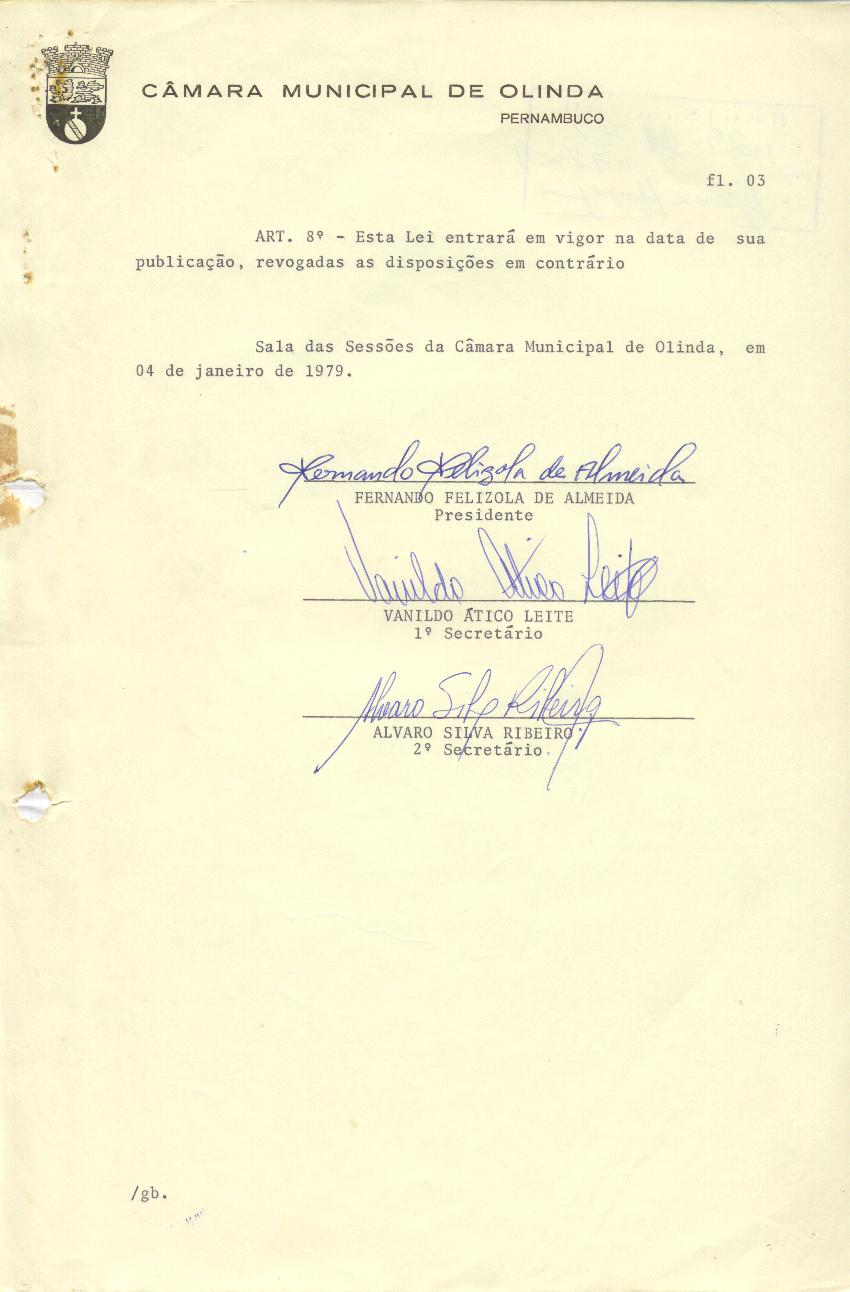 CÂMARA MUNICIPAL DE OLINDA
PERNAMBUCO
fl. 03
ART. 8º - Esta Lei entrará em vigor na data de sua
publicação, revogadas as disposições em contrário
Sala das Sessões da Câmara Municipal de Olinda, em
04 de janeiro de 1979.
Fernando Felizola de Almeida
FERNANDO FELIZOLA DE ALMEIDA
Presidente
Vanildo Ático Leite
VANILDO ÁTICO LEITE
1º Secretário
Alvaro Silva Ribeiro
ALVARO SILVA RIBEIRO
2º Secretário.
/gb.